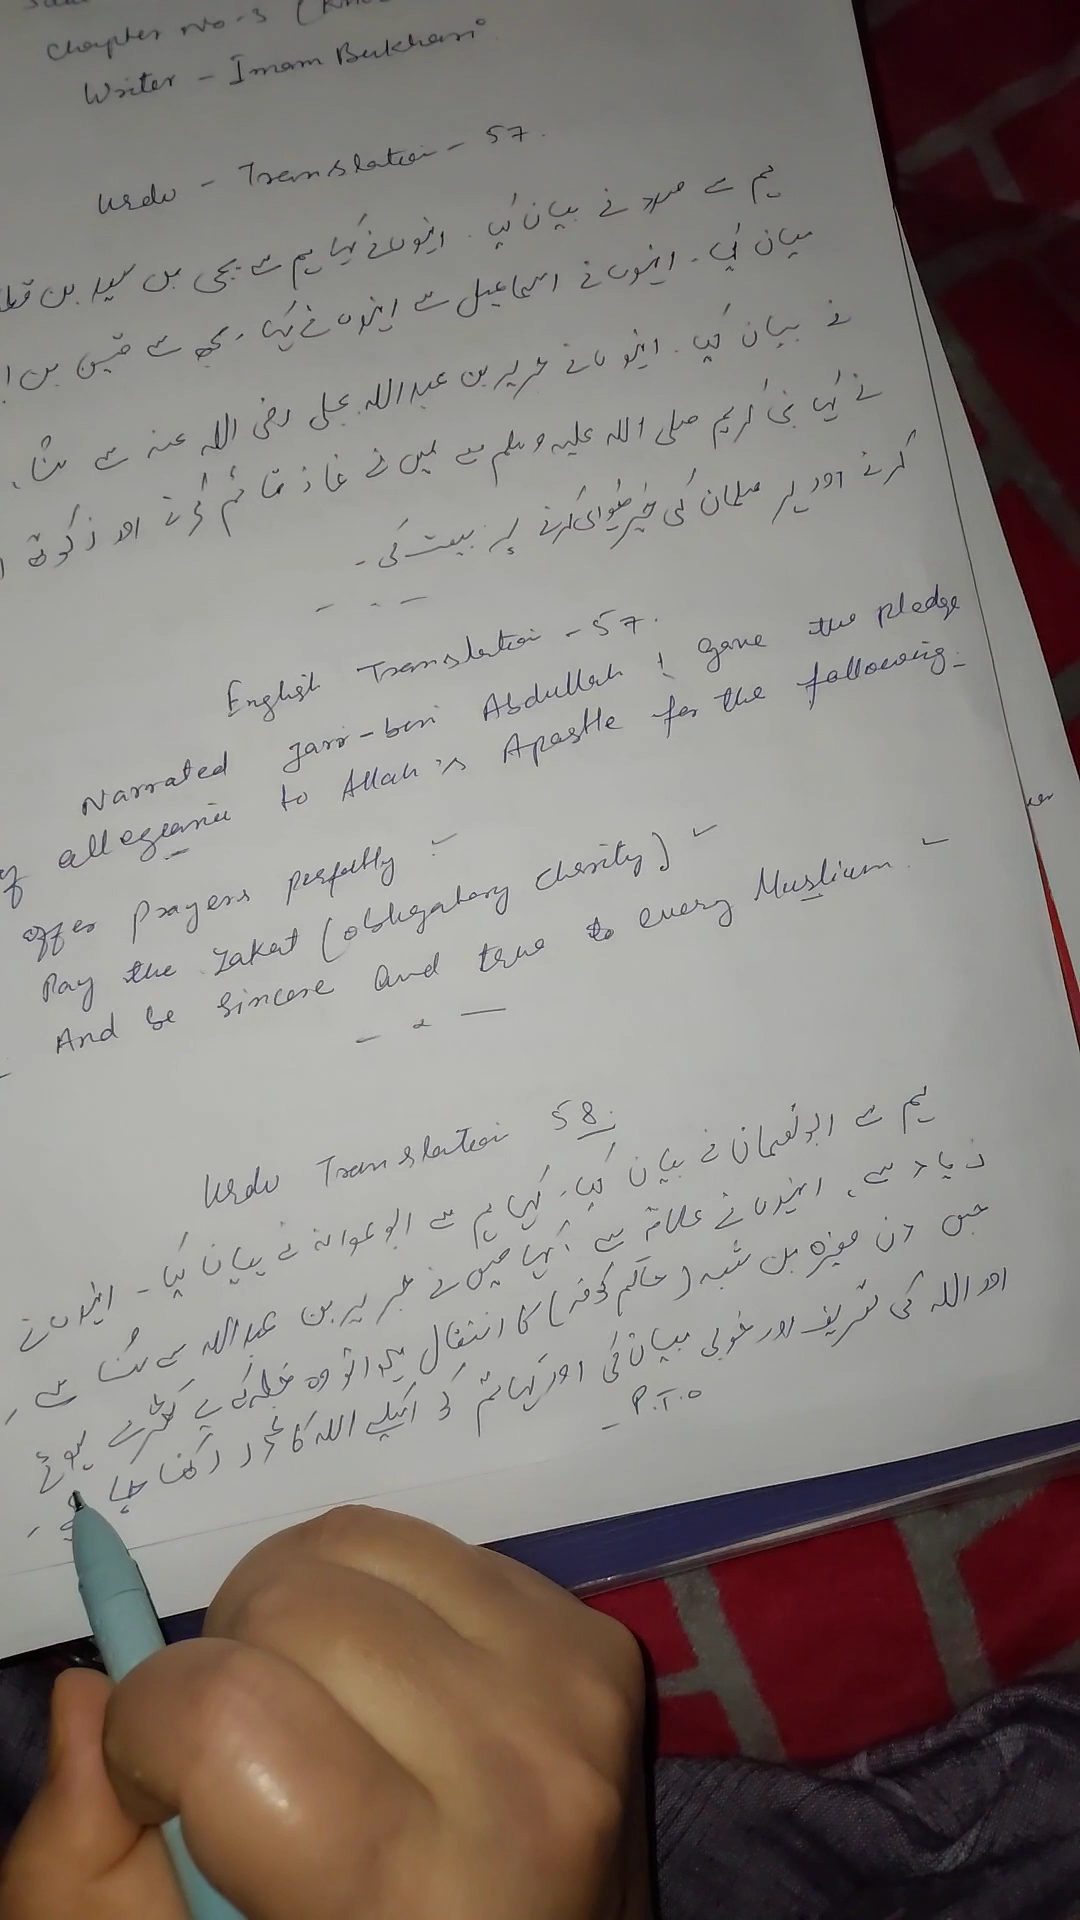 Chapter No-3 (
Writer - Imam Bukhari
Urdu - Translation - 57.
ہم سے مسدد نے بیان کیا. انہوں نے کہا ہم سے یحی بن سعید بن
بیان کی. انہوں نے اسماعیل سے انہوں نے کہا، مجھ سے قیس بن
نے بیان کیا. انہوں نے جریر بن عبداللہ بجلی رضی اللہ عنہ سے سنا،
نے کہا نبی کریم صلی اللہ علیہ وسلم سے میں نے نماز قائم کرنے اور زکوۃ
کرنے اور ہر مسلمان کی خیر خواہی کرنے پر بیعت کی -
English Translation - 57.
Narrated Jarir-bin Abdullah : gave the pledge
of allegiance to Allah's Apostle for the following-
offer prayers perfectly :-
Pay the Zakat (obligatory charity) -
And be sincere and true to every Muslium. -
Urdu Translation 58.
ہم سے ابو نعمان نے بیان کیا، کہا ہم سے ابو عوانہ نے بیان کیا - انہوں نے
زیاد سے، انہوں نے علاقہ سے، کہا میں نے جریر بن عبداللہ سے سنا ہے،
جس دن مغیرہ بن شعبہ (حاکم کوفہ) کا انتقال ہوا تو وہ خطبہ کے لیے کھڑے ہوئے
اور اللہ کی تعریف اور خوبی بیان کی اور کہا تم کو اکیلے اللہ کا ڈر رکھنا چاہیے،
P.T.O